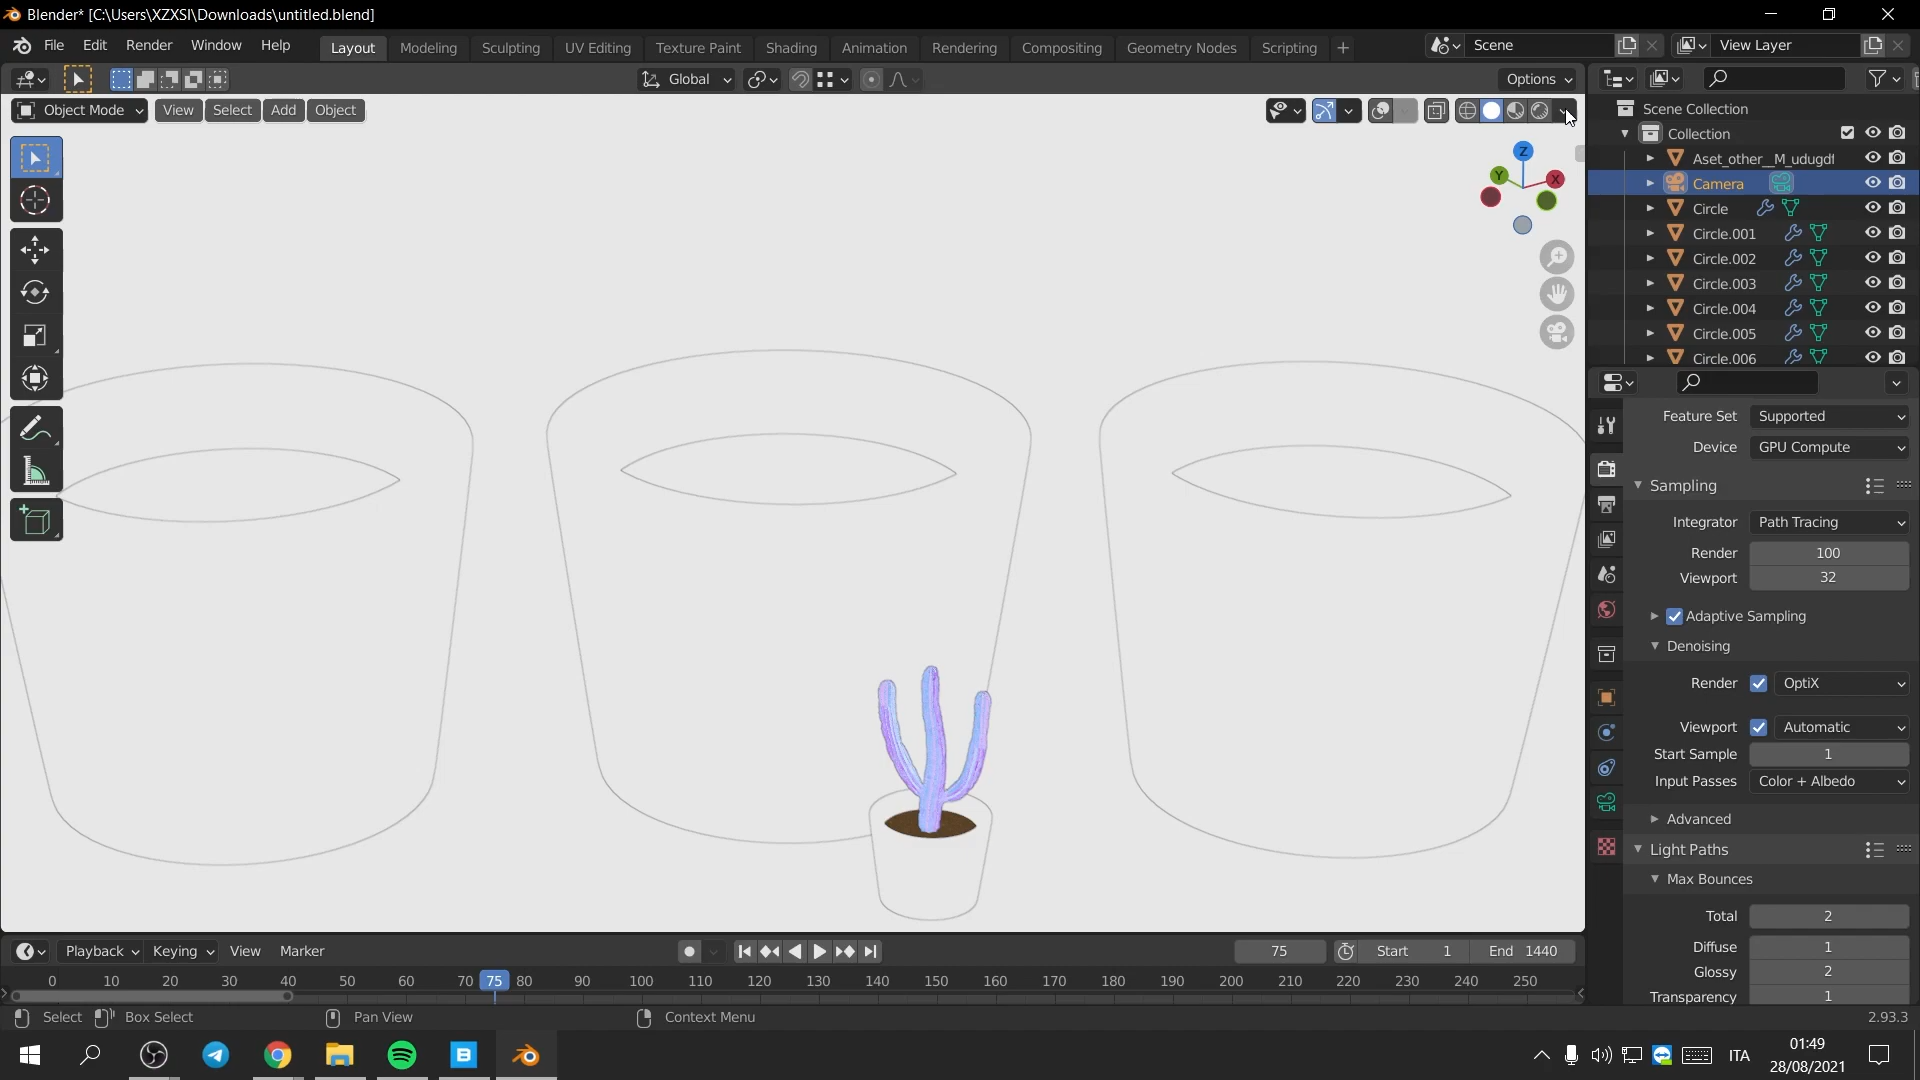 Blender* [C:\Users\XZXSI\Downloads\untitled.blend]
File Edit Render Window Help
Layout Modeling Sculpting UV Editing Texture Paint Shading Animation Rendering Compositing Geometry Nodes Scripting +
Scene
View Layer
Global
Options
Object Mode View Select Add Object
Z
Y
X
Scene Collection
Collection
Aset_other__M_udugdf
Camera
Circle
Circle.001
Circle.002
Circle.003
Circle.004
Circle.005
Circle.006
Feature Set Supported
Device GPU Compute
Sampling
Integrator Path Tracing
Render 100
Viewport 32
Adaptive Sampling
Denoising
Render OptiX
Viewport Automatic
Start Sample 1
Input Passes Color + Albedo
Advanced
Light Paths
Max Bounces
Total 2
Diffuse 1
Glossy 2
Transparency 1
Playback Keying View Marker
75 Start 1 End 1440
0 10 20 30 40 50 60 70 75 80 90 100 110 120 130 140 150 160 170 180 190 200 210 220 230 240 250
Select Box Select Pan View Context Menu 2.93.3
ITA
01:49
28/08/2021